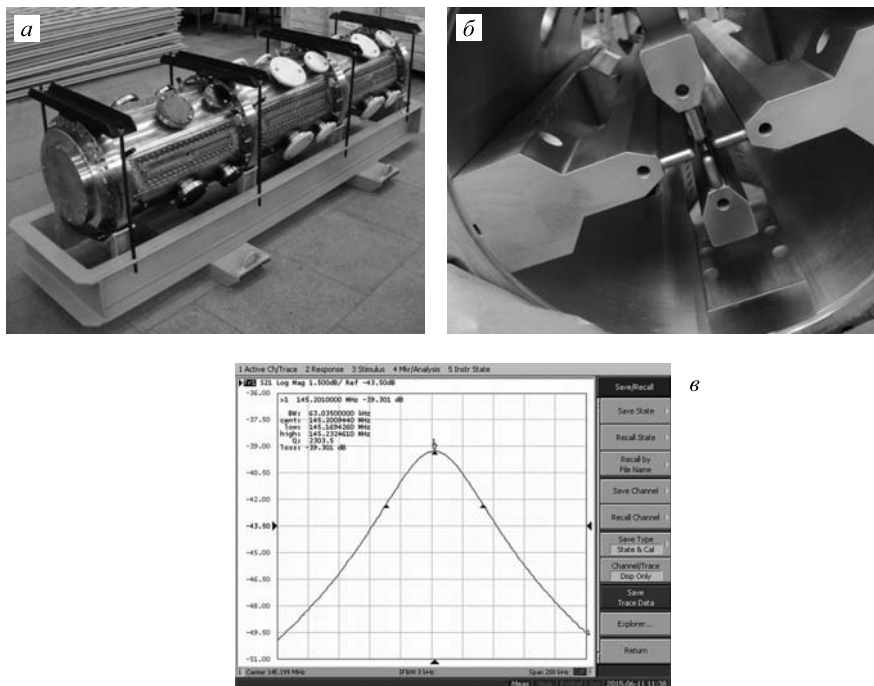 а
б
в
1 Active Ch/Trace 2 Response 3 Stimulus 4 Mkr/Analysis 5 Instr State
Tr1 S21 Log Mag 1.500dB/ Ref -43.50dB
>1 145.2010000 MHz -39.301 dB
BW: 63.03500000 kHz
cent: 145.2009440 MHz
low: 145.1694260 MHz
high: 145.2324610 MHz
Q: 2303.5
loss: -39.301 dB
1
-36.00
-37.50
-39.00
-40.50
-42.00
-43.50
-45.00
-46.50
-48.00
-49.50
-51.00
1 Center 145.199 MHz IFBW 3 kHz Span 200 kHz
Save/Recall
Save State
Recall State
Recall by
File Name
Save Channel
Recall Channel
Save Type
State & Cal
Channel/Trace
Disp Only
Save
Trace Data
Explorer...
Return
Meas 2015-06-11 11:38